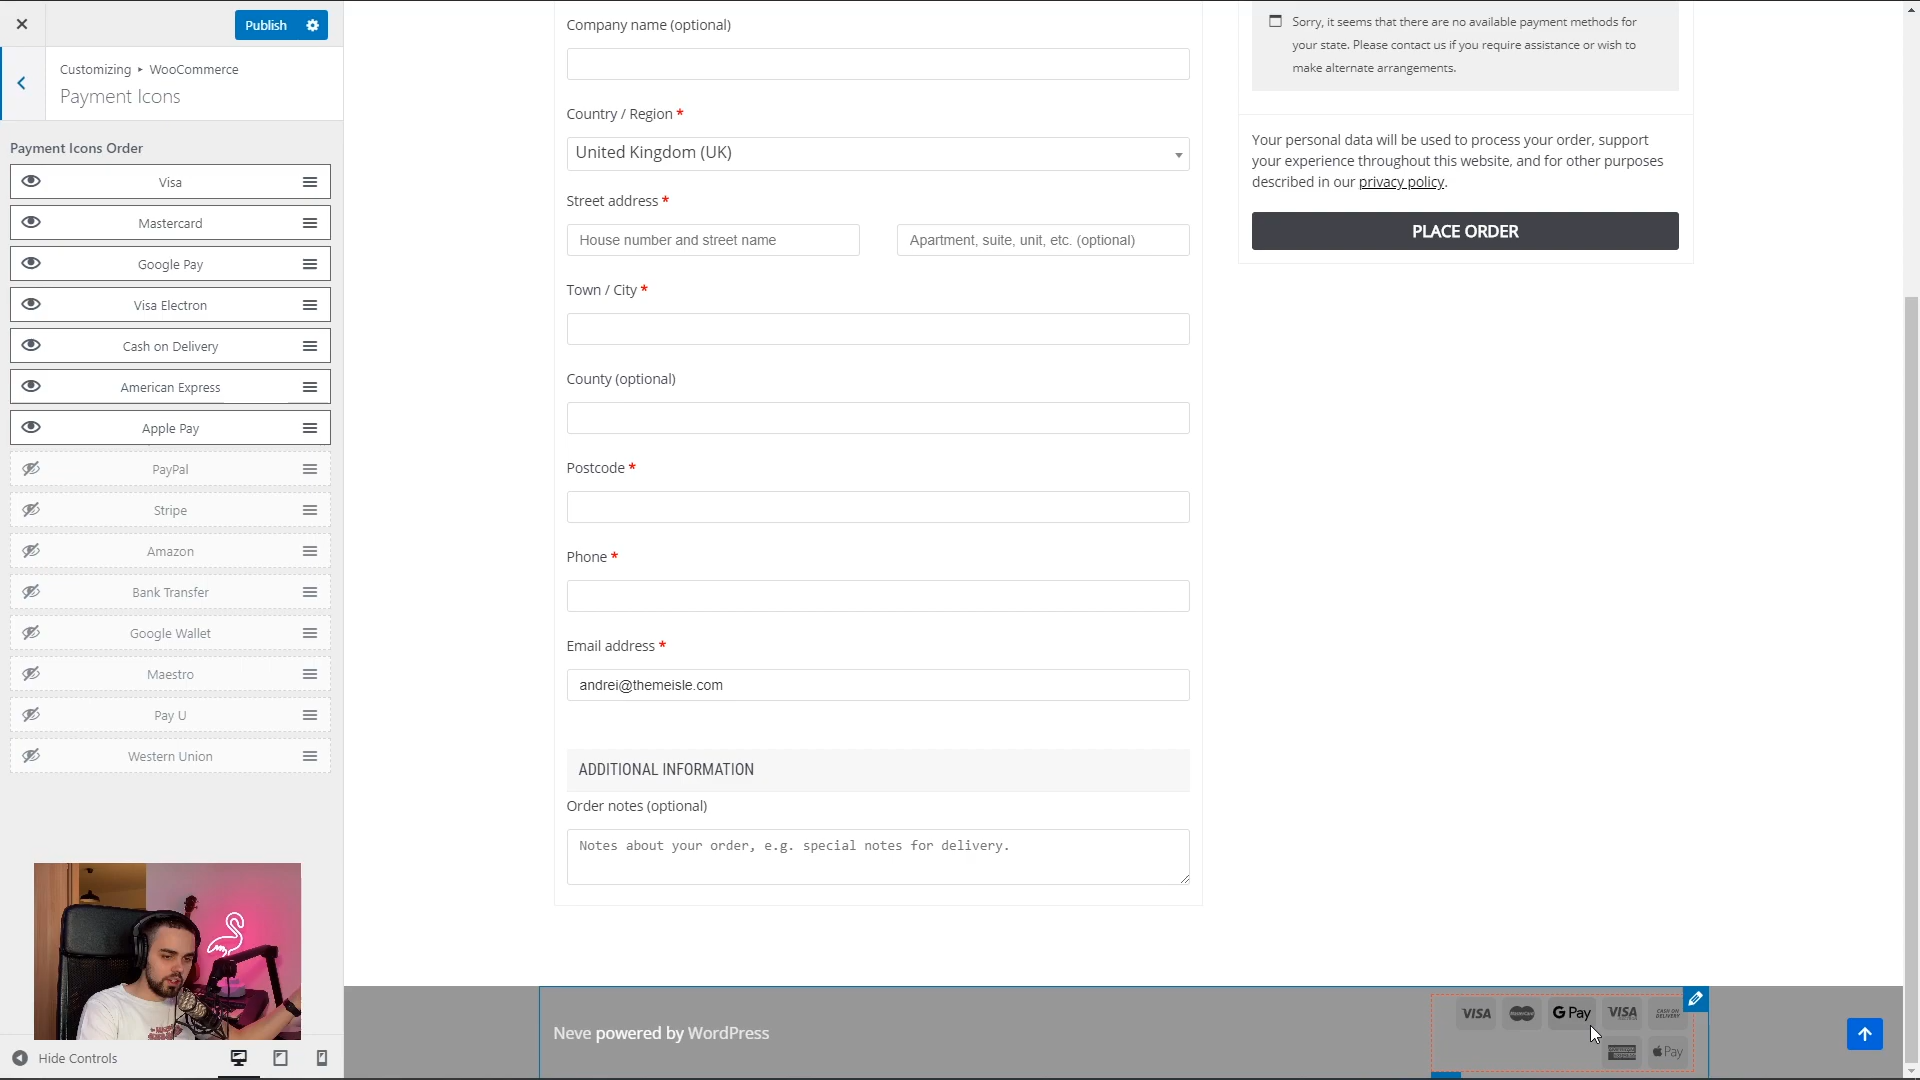 Publish
Customizing ▸ WooCommerce
Payment Icons
Payment Icons Order
Visa
Mastercard
Google Pay
Visa Electron
Cash on Delivery
American Express
Apple Pay
PayPal
Stripe
Amazon
Bank Transfer
Google Wallet
Maestro
Pay U
Western Union
Hide Controls
Company name (optional)
Country / Region *
United Kingdom (UK)
Street address *
House number and street name
Apartment, suite, unit, etc. (optional)
Town / City *
County (optional)
Postcode *
Phone *
Email address *
andrei@themeisle.com
ADDITIONAL INFORMATION
Order notes (optional)
Notes about your order, e.g. special notes for delivery.
Sorry, it seems that there are no available payment methods for
your state. Please contact us if you require assistance or wish to
make alternate arrangements.
Your personal data will be used to process your order, support
your experience throughout this website, and for other purposes
described in our privacy policy.
PLACE ORDER
Neve powered by WordPress
VISA
G Pay
VISA
CASH ON
DELIVERY
Pay